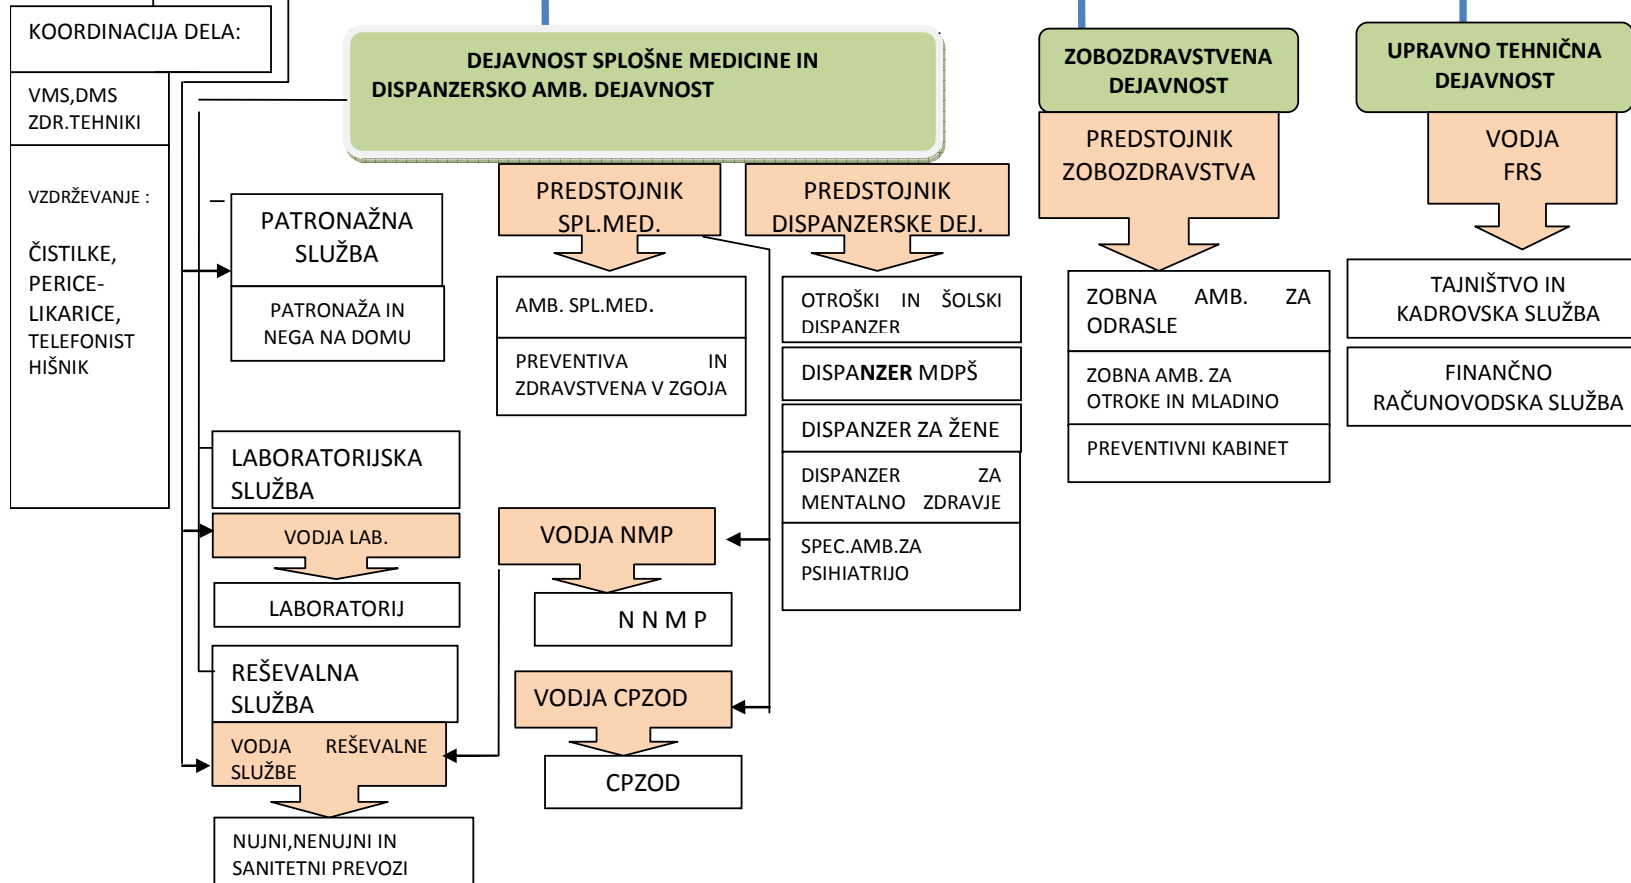 KOORDINACIJA DELA:
VMS,DMS
ZDR.TEHNIKI
VZDRŽEVANJE :
ČISTILKE,
PERICE-
LIKARICE,
TELEFONIST
HIŠNIK
DEJAVNOST SPLOŠNE MEDICINE IN
DISPANZERSKO AMB. DEJAVNOST
ZOBOZDRAVSTVENA
DEJAVNOST
UPRAVNO TEHNIČNA
DEJAVNOST
PATRONAŽNA
SLUŽBA
PATRONAŽA IN
NEGA NA DOMU
LABORATORIJSKA
SLUŽBA
VODJA LAB.
LABORATORIJ
REŠEVALNA
SLUŽBA
VODJA REŠEVALNE
SLUŽBE
NUJNI,NENUJNI IN
SANITETNI PREVOZI
PREDSTOJNIK
SPL.MED.
AMB. SPL.MED.
PREVENTIVA IN
ZDRAVSTVENA V ZGOJA
VODJA NMP
N N M P
VODJA CPZOD
CPZOD
PREDSTOJNIK
DISPANZERSKE DEJ.
OTROŠKI IN ŠOLSKI
DISPANZER
DISPANZER MDPŠ
DISPANZER ZA ŽENE
DISPANZER ZA
MENTALNO ZDRAVJE
SPEC.AMB.ZA
PSIHIATRIJO
PREDSTOJNIK
ZOBOZDRAVSTVA
ZOBNA AMB. ZA
ODRASLE
ZOBNA AMB. ZA
OTROKE IN MLADINO
PREVENTIVNI KABINET
VODJA
FRS
TAJNIŠTVO IN
KADROVSKA SLUŽBA
FINANČNO
RAČUNOVODSKA SLUŽBA